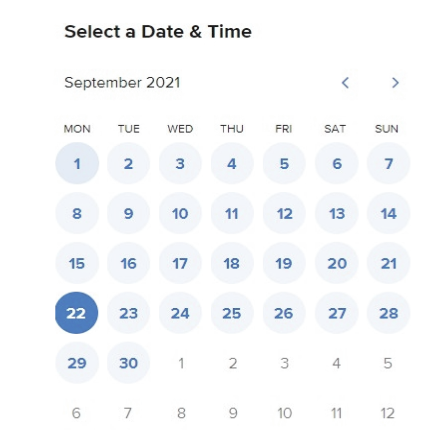 Select a Date & Time
September 2021
MON TUE WED THU FRI SAT SUN
1 2 3 4 5 6 7
8 9 10 11 12 13 14
15 16 17 18 19 20 21
22 23 24 25 26 27 28
29 30 1 2 3 4 5
6 7 8 9 10 11 12